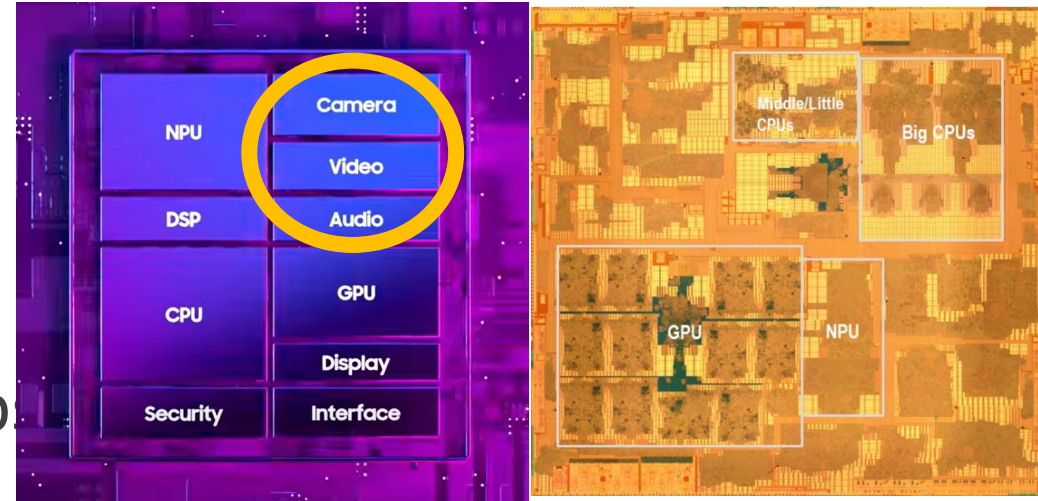 NPU
Camera
Video
DSP
Audio
CPU
GPU
Display
Security
Interface
Middle/Little
CPUs
Big CPUs
GPU
NPU